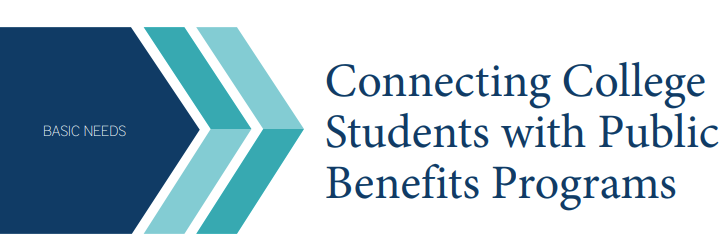 BASIC NEEDS
Connecting College
Students with Public
Benefits Programs